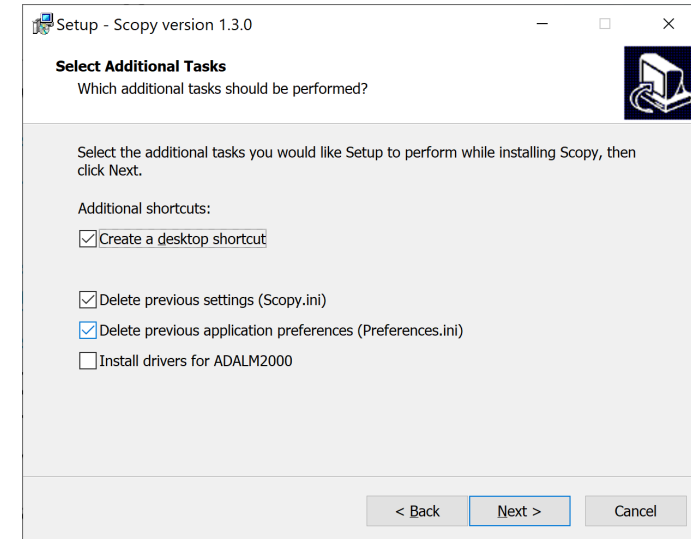 Setup - Scopy version 1.3.0
Select Additional Tasks
Which additional tasks should be performed?
Select the additional tasks you would like Setup to perform while installing Scopy, then
click Next.
Additional shortcuts:
Create a desktop shortcut
Delete previous settings (Scopy.ini)
Delete previous application preferences (Preferences.ini)
Install drivers for ADALM2000
< Back Next > Cancel